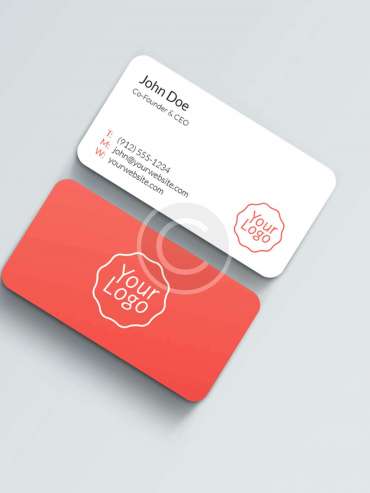 John Doe
Co-Founder & CEO
T: (912) 555-1234
M: john@yourwebsite.com
W: yourwebsite.com
Your
Logo
Your
Logo
©